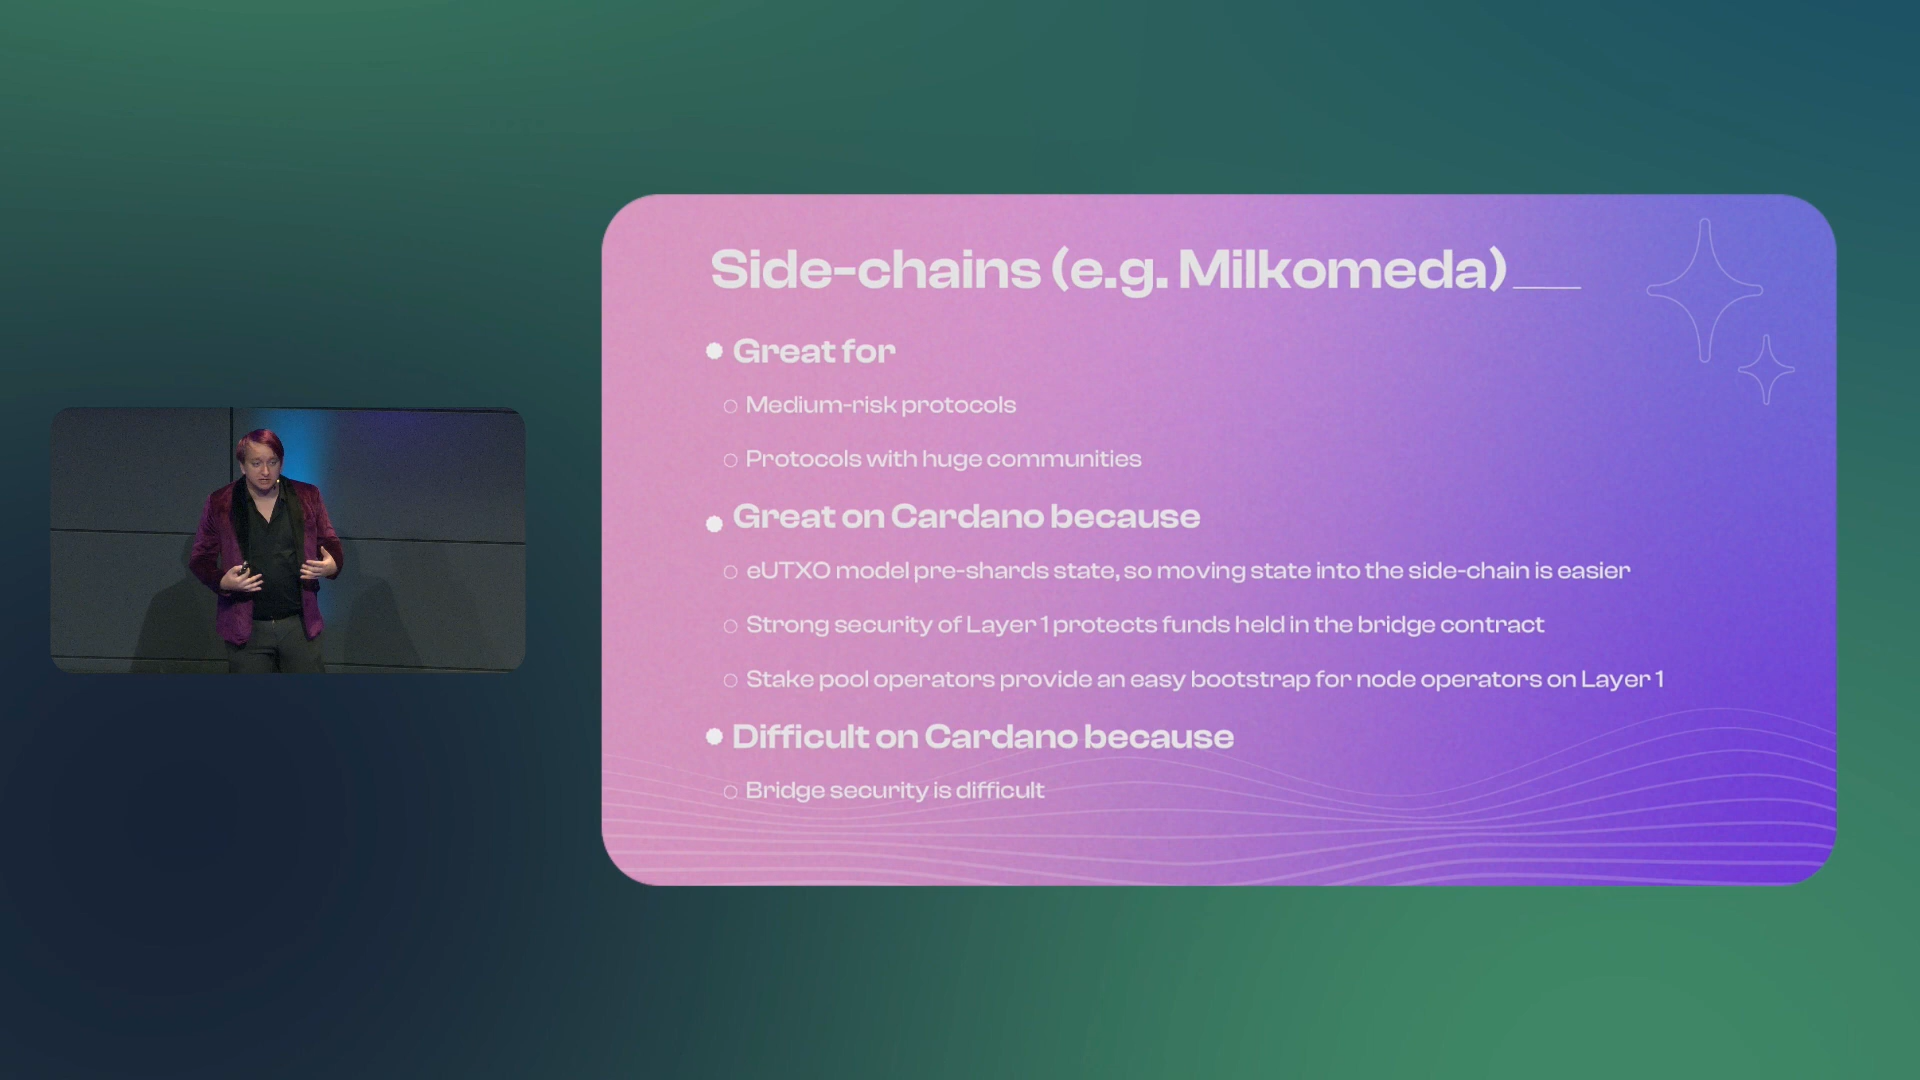 Side-chains (e.g. Milkomeda)
Great for
Medium-risk protocols
Protocols with huge communities
Great on Cardano because
eUTXO model pre-shards state, so moving state into the side-chain is easier
Strong security of Layer 1 protects funds held in the bridge contract
Stake pool operators provide an easy bootstrap for node operators on Layer 1
Difficult on Cardano because
Bridge security is difficult